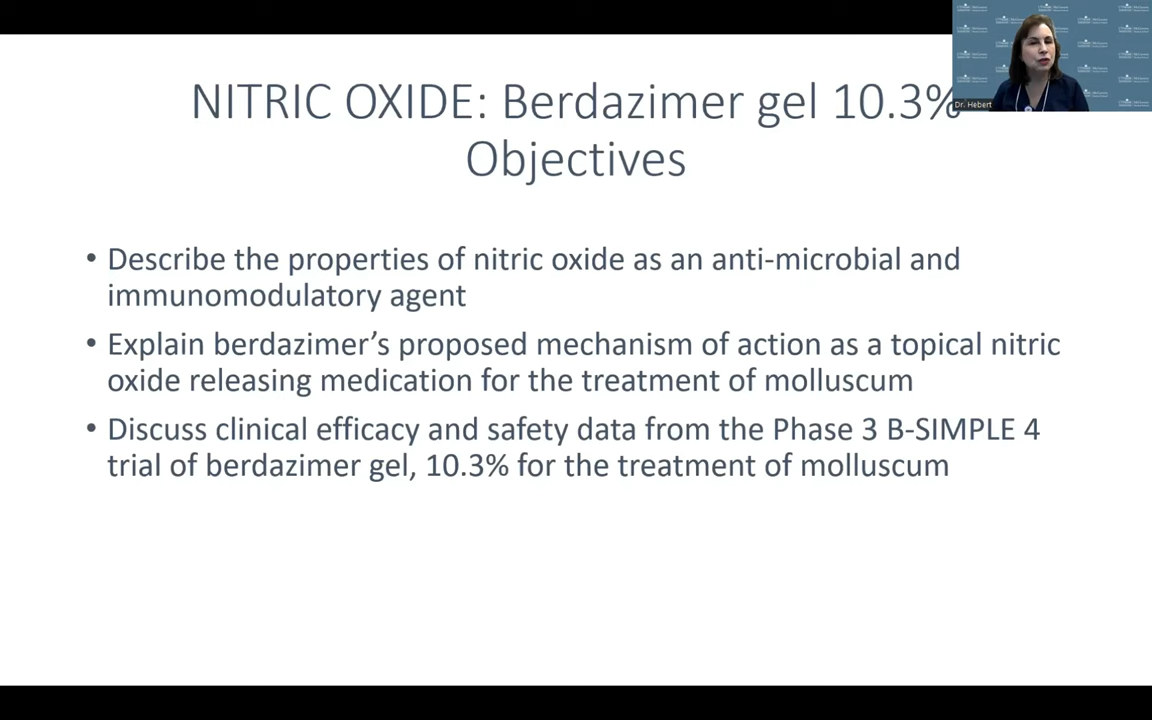 NITRIC OXIDE: Berdazimer gel 10.3%
Objectives
• Describe the properties of nitric oxide as an anti-microbial and
immunomodulatory agent
• Explain berdazimer’s proposed mechanism of action as a topical nitric
oxide releasing medication for the treatment of molluscum
• Discuss clinical efficacy and safety data from the Phase 3 B-SIMPLE 4
trial of berdazimer gel, 10.3% for the treatment of molluscum
Dr. Hebert